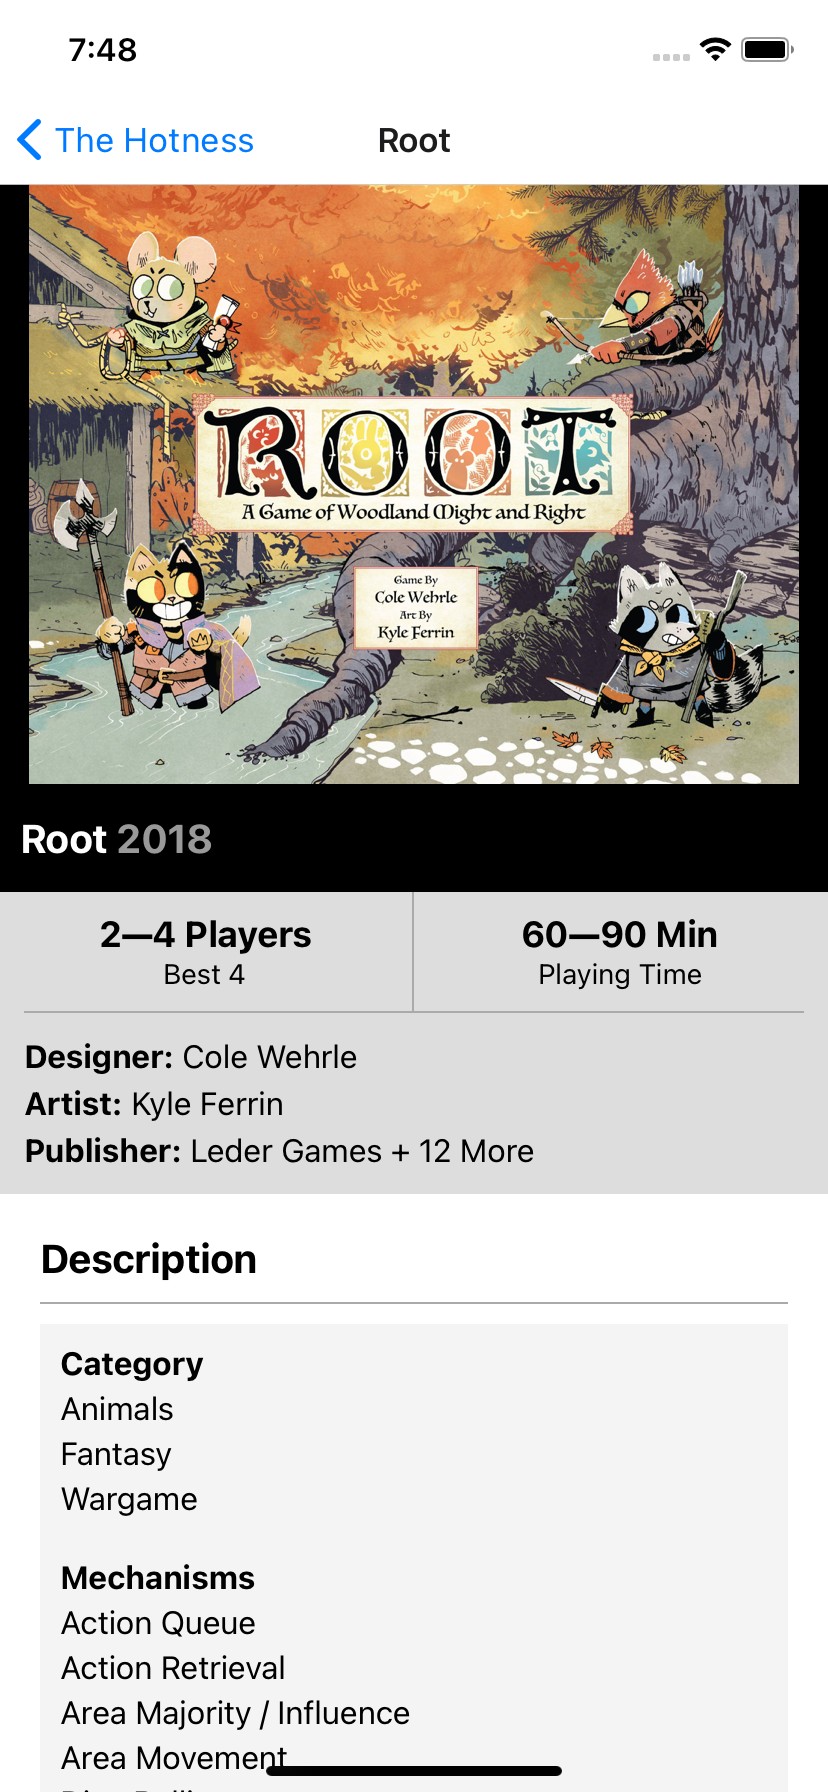 7:48
The Hotness
Root
ROOT
A Game of Woodland Might and Right
Game By
Cole Wehrle
Art By
Kyle Ferrin
Root 2018
2—4 Players
Best 4
60—90 Min
Playing Time
Designer: Cole Wehrle
Artist: Kyle Ferrin
Publisher: Leder Games + 12 More
Description
Category
Animals
Fantasy
Wargame
Mechanisms
Action Queue
Action Retrieval
Area Majority / Influence
Area Movement